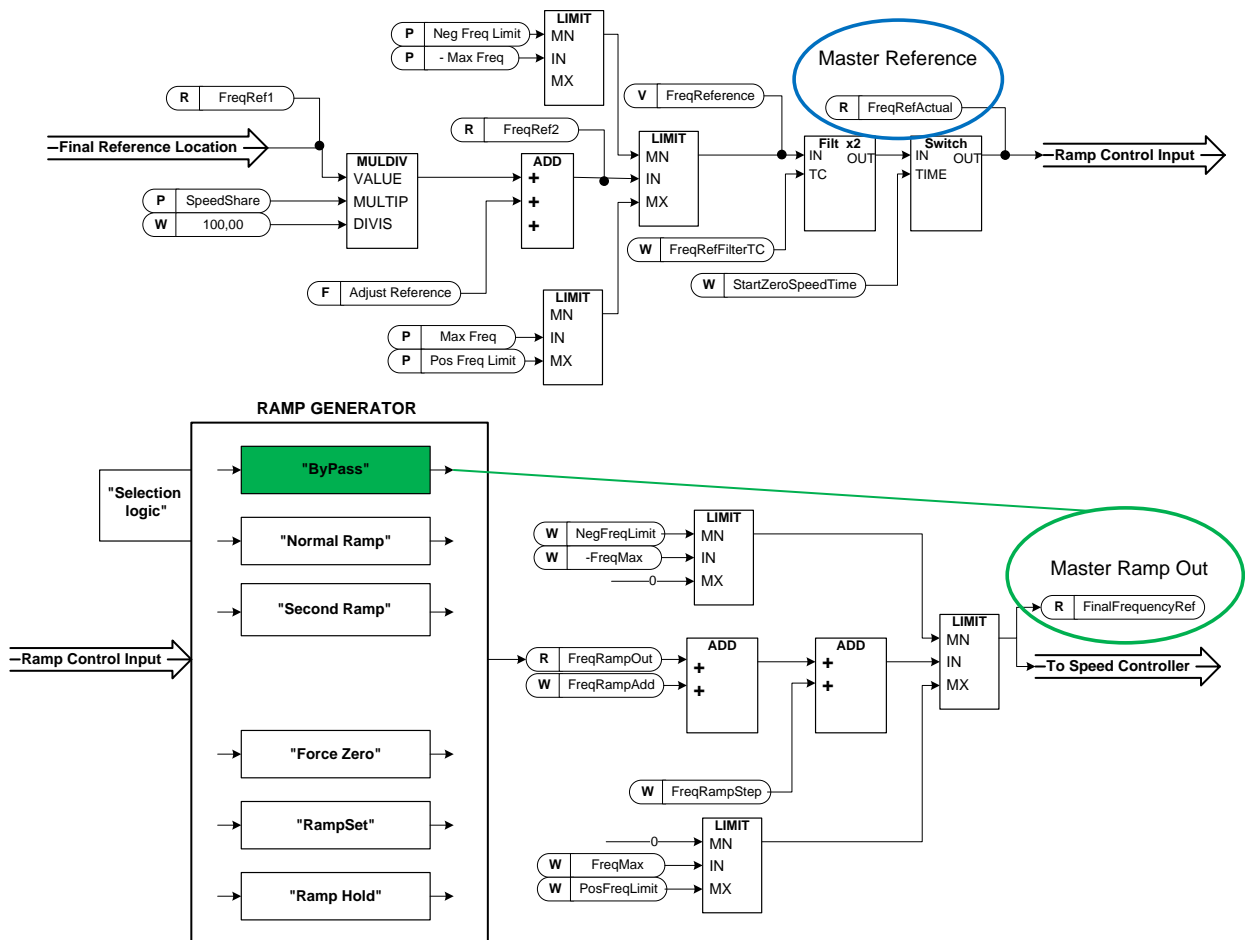 LIMIT
P Neg Freq Limit MN
P - Max Freq IN
MX
Master Reference
R FreqRef1
V FreqReference
R FreqRefActual
R FreqRef2
Final Reference Location
LIMIT
MN
IN
MX
Filt x2
IN OUT
TC
Switch
IN OUT
TIME
Ramp Control Input
MULDIV
VALUE
MULTIP
DIVIS
ADD
+
+
+
P SpeedShare
W 100,00
W FreqRefFilterTC
W StartZeroSpeedTime
F Adjust Reference
LIMIT
MN
P Max Freq IN
P Pos Freq Limit MX
RAMP GENERATOR
"ByPass"
"Selection
logic"
"Normal Ramp"
"Second Ramp"
Ramp Control Input
"Force Zero"
"RampSet"
"Ramp Hold"
LIMIT
W NegFreqLimit MN
W -FreqMax IN
0 MX
Master Ramp Out
R FinalFrequencyRef
LIMIT
MN
IN
MX
To Speed Controller
R FreqRampOut
W FreqRampAdd
ADD
+
+
ADD
+
+
W FreqRampStep
LIMIT
0 MN
W FreqMax IN
W PosFreqLimit MX